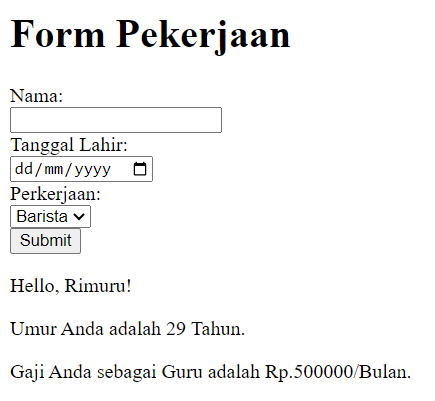 Form Pekerjaan
Nama:
Tanggal Lahir:
dd/mm/yyyy
Perkerjaan:
Barista
Submit
Hello, Rimuru!
Umur Anda adalah 29 Tahun.
Gaji Anda sebagai Guru adalah Rp.500000/Bulan.